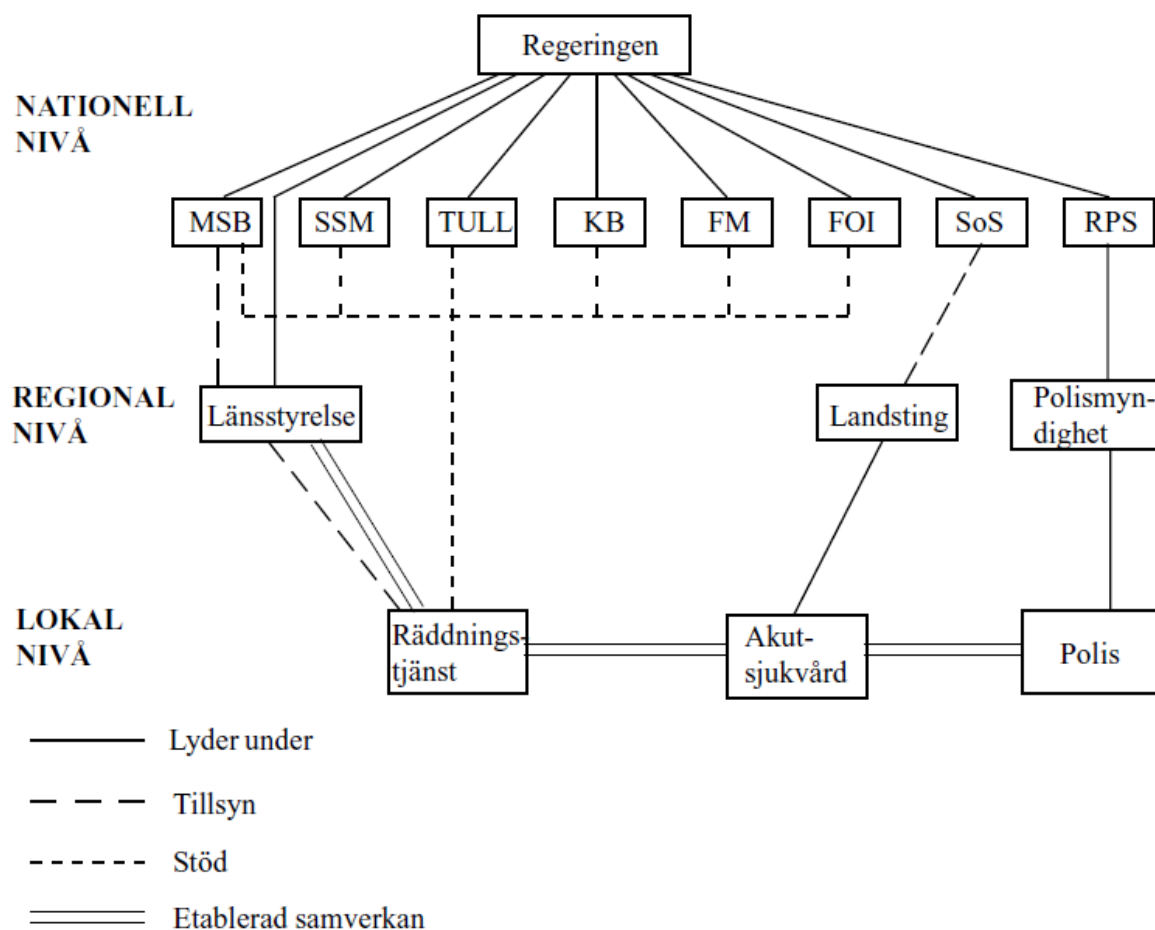 Regeringen
NATIONELL
NIVÅ
MSB
SSM
TULL
KB
FM
FOI
SoS
RPS
REGIONAL
NIVÅ
Länsstyrelse
Landsting
Polismyn-
dighet
LOKAL
NIVÅ
Räddnings-
tjänst
Akut-
sjukvård
Polis
Lyder under
Tillsyn
Stöd
Etablerad samverkan